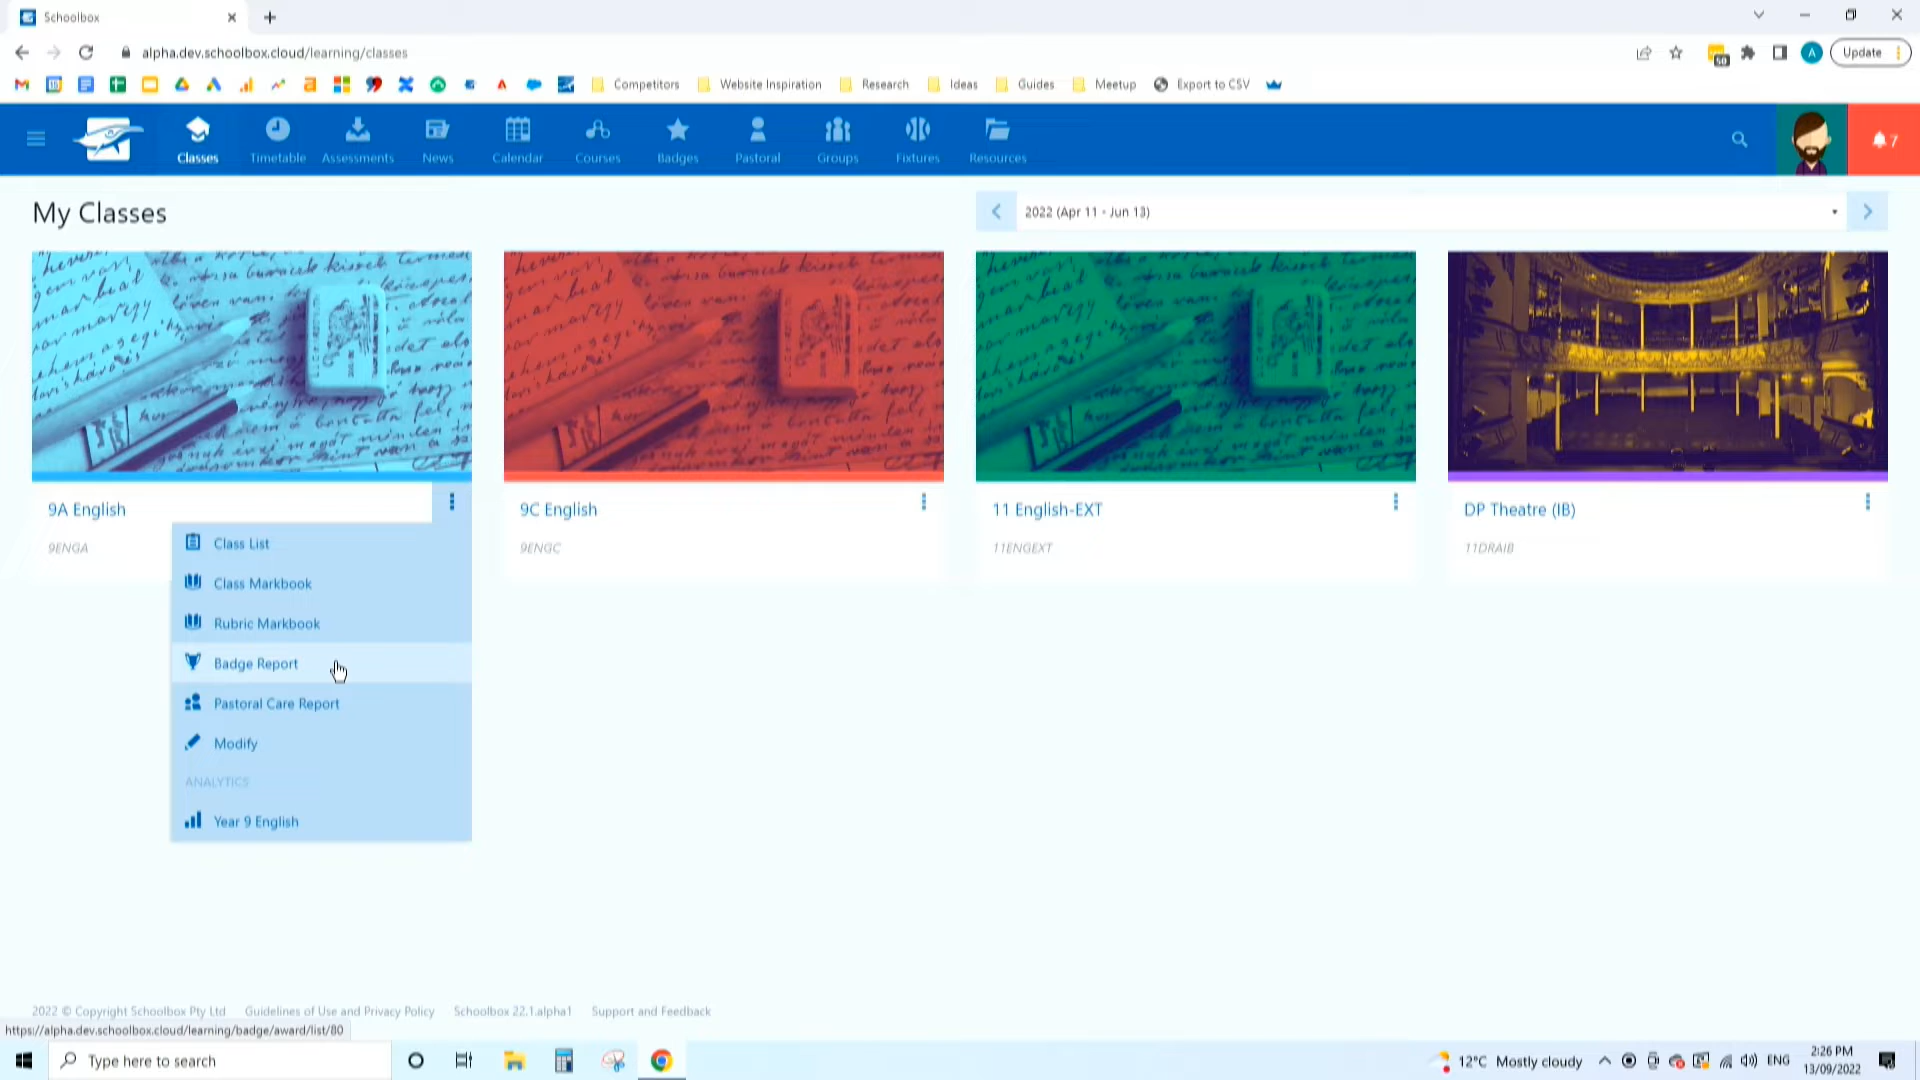 Schoolbox
alpha.dev.schoolbox.cloud/learning/classes
Update
Competitors
Website Inspiration
Research
Ideas
Guides
Meetup
Export to CSV
Classes
Timetable
Assessments
News
Calendar
Courses
Badges
Pastoral
Groups
Fixtures
Resources
7
My Classes
2022 (Apr 11 - Jun 13)
9A English
9ENGA
9C English
9ENGC
11 English-EXT
11ENGEXT
DP Theatre (IB)
11DRAIB
Class List
Class Markbook
Rubric Markbook
Badge Report
Pastoral Care Report
Modify
ANALYTICS
Year 9 English
2022 © Copyright Schoolbox Pty Ltd Guidelines of Use and Privacy Policy Schoolbox 22.1.alpha1 Support and Feedback
https://alpha.dev.schoolbox.cloud/learning/badge/award/list/80
Type here to search
12°C Mostly cloudy
ENG
2:26 PM
13/09/2022